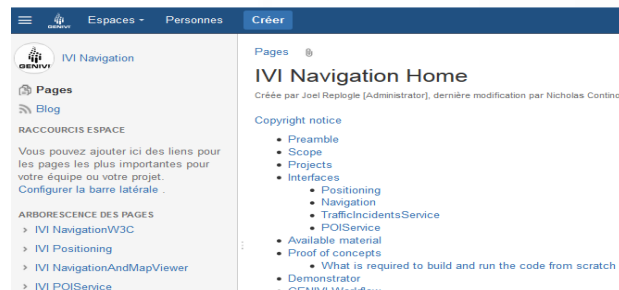 GENIVI Espaces Personnes Créer
GENIVI IVI Navigation
Pages
Blog
RACCOURCIS ESPACE
Vous pouvez ajouter ici des liens pour
les pages les plus importantes pour
votre équipe ou votre projet.
Configurer la barre latérale .
ARBORESCENCE DES PAGES
IVI NavigationW3C
IVI Positioning
IVI NavigationAndMapViewer
IVI POIService
Pages
IVI Navigation Home
Créée par Joel Replogle [Administrator], dernière modification par Nicholas Contino
Copyright notice
• Preamble
• Scope
• Projects
• Interfaces
• Positioning
• Navigation
• TrafficIncidentsService
• POIService
• Available material
• Proof of concepts
• What is required to build and run the code from scratch
• Demonstrator
• GENIVI Workflow